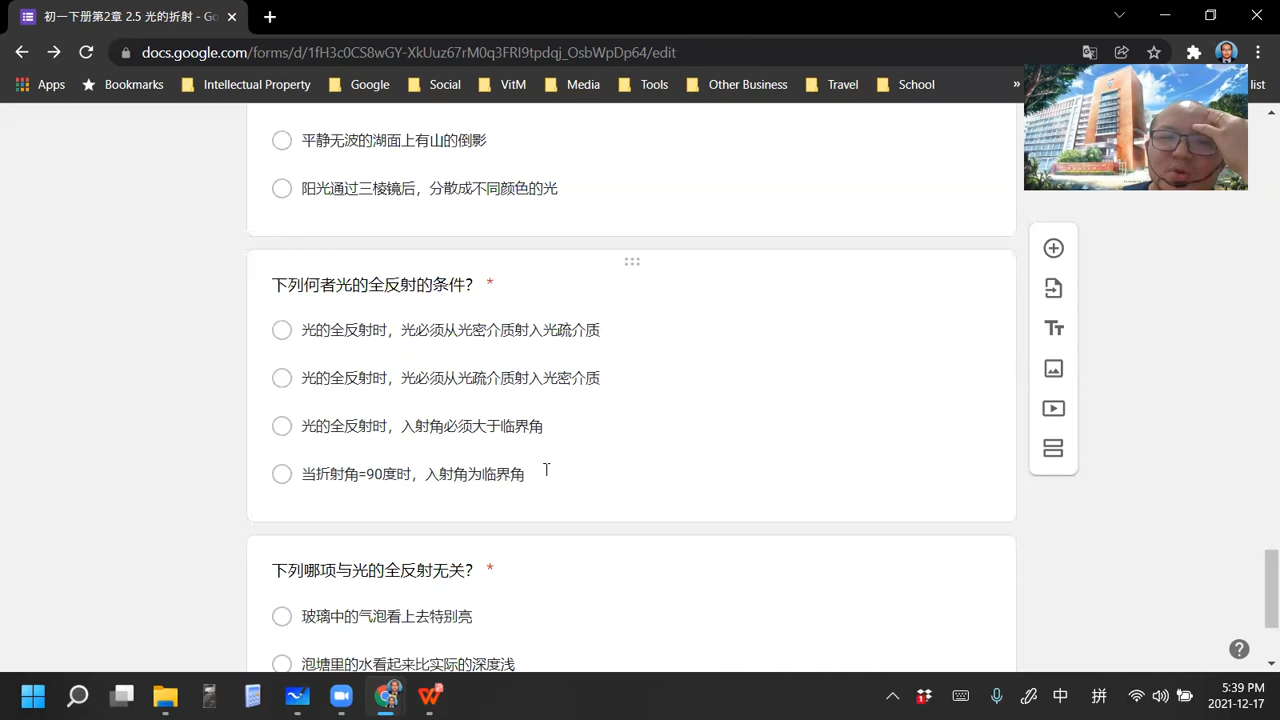 初一下册第2章 2.5 光的折射 - Go
docs.google.com/forms/d/1fH3c0CS8wGY-XkUuz67rM0q3FRI9tpdqj_OsbWpDp64/edit
Apps
Bookmarks
Intellectual Property
Social
Media
Tools
Other Business
Travel
School
»
list
平静无波的湖面上有山的倒影
阳光通过三棱镜后，分散成不同颜色的光
下列何者光的全反射的条件？ *
光的全反射时，光必须从光密介质射入光疏介质
光的全反射时，光必须从光疏介质射入光密介质
光的全反射时，入射角必须大于临界角
当折射角=90度时，入射角为临界角
下列哪项与光的全反射无关？ *
玻璃中的气泡看上去特别亮
泡塘里的水看起来比实际的深度浅
中
拼
5:39 PM
2021-12-17